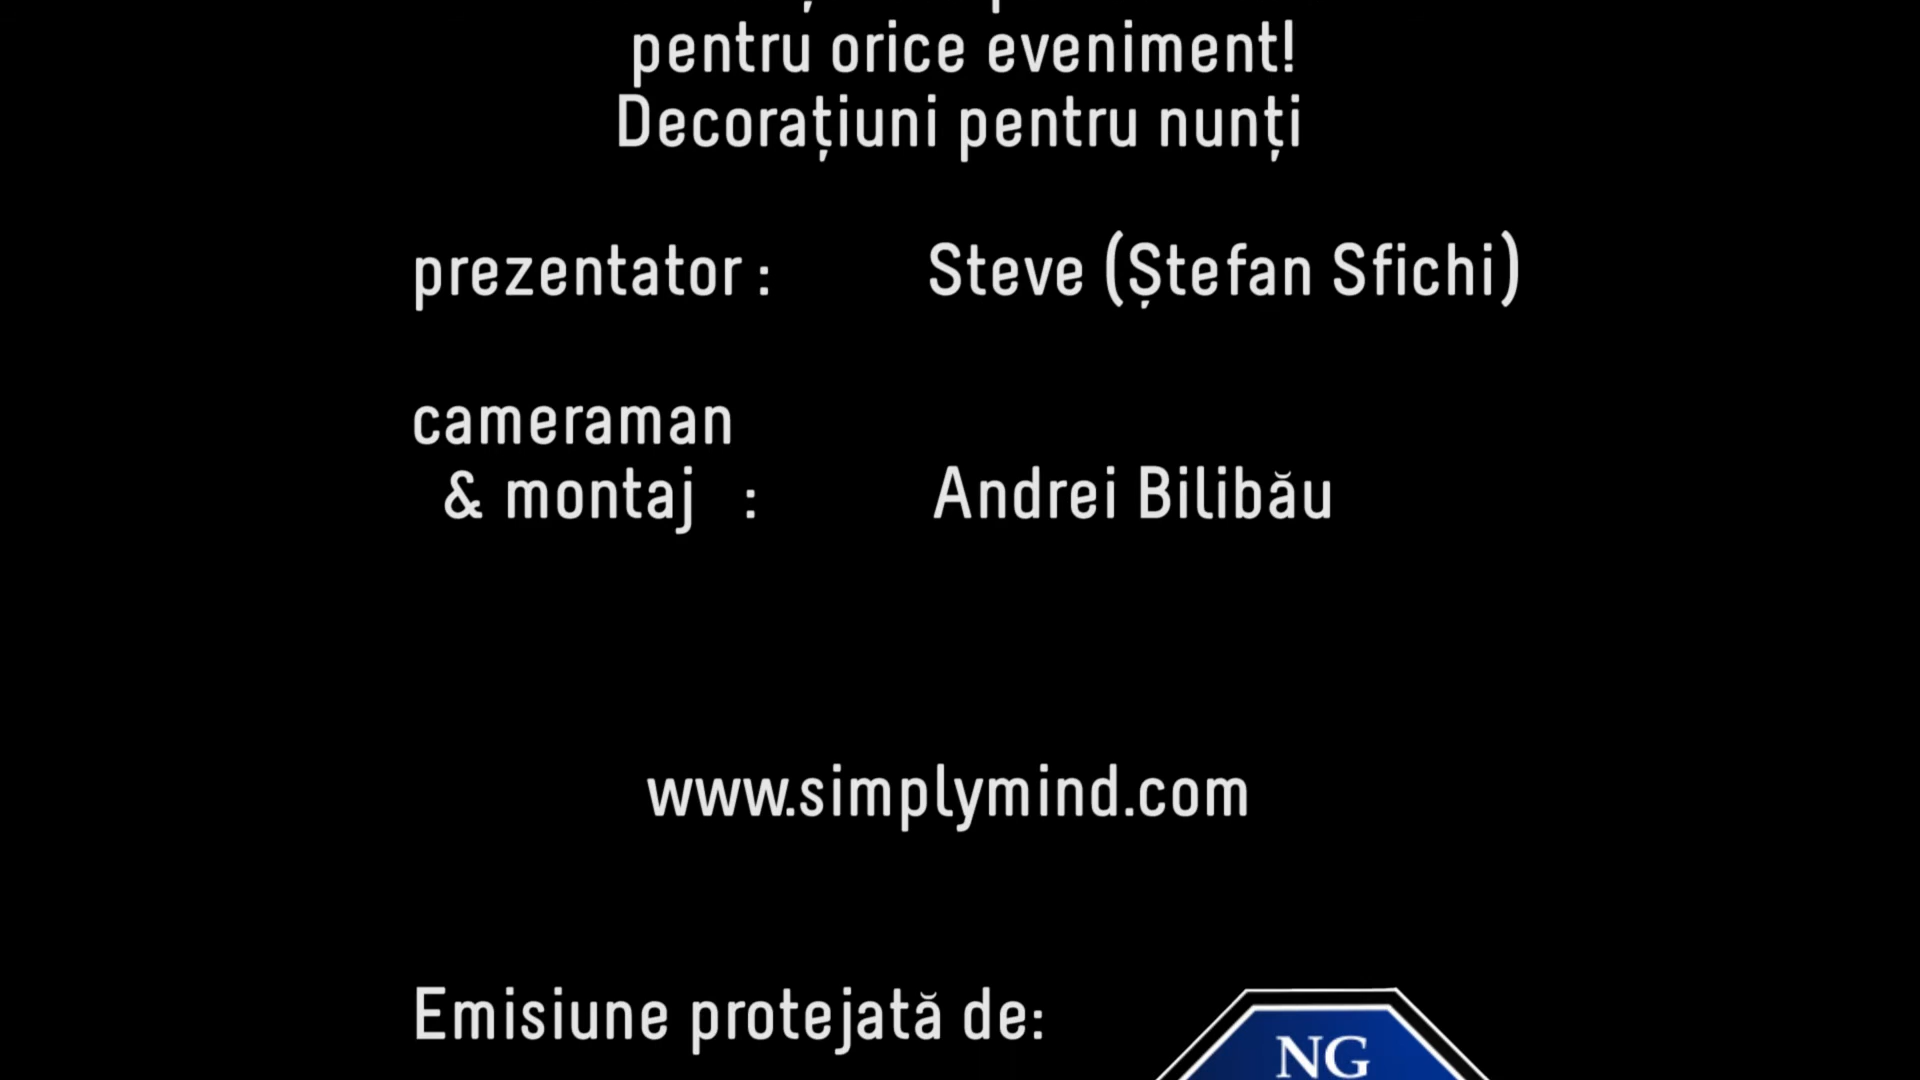 pentru orice eveniment!
Decorațiuni pentru nunți
prezentator : Steve (Ștefan Sfichi)
cameraman
& montaj : Andrei Bilibău
www.simplymind.com
Emisiune protejată de:
NG